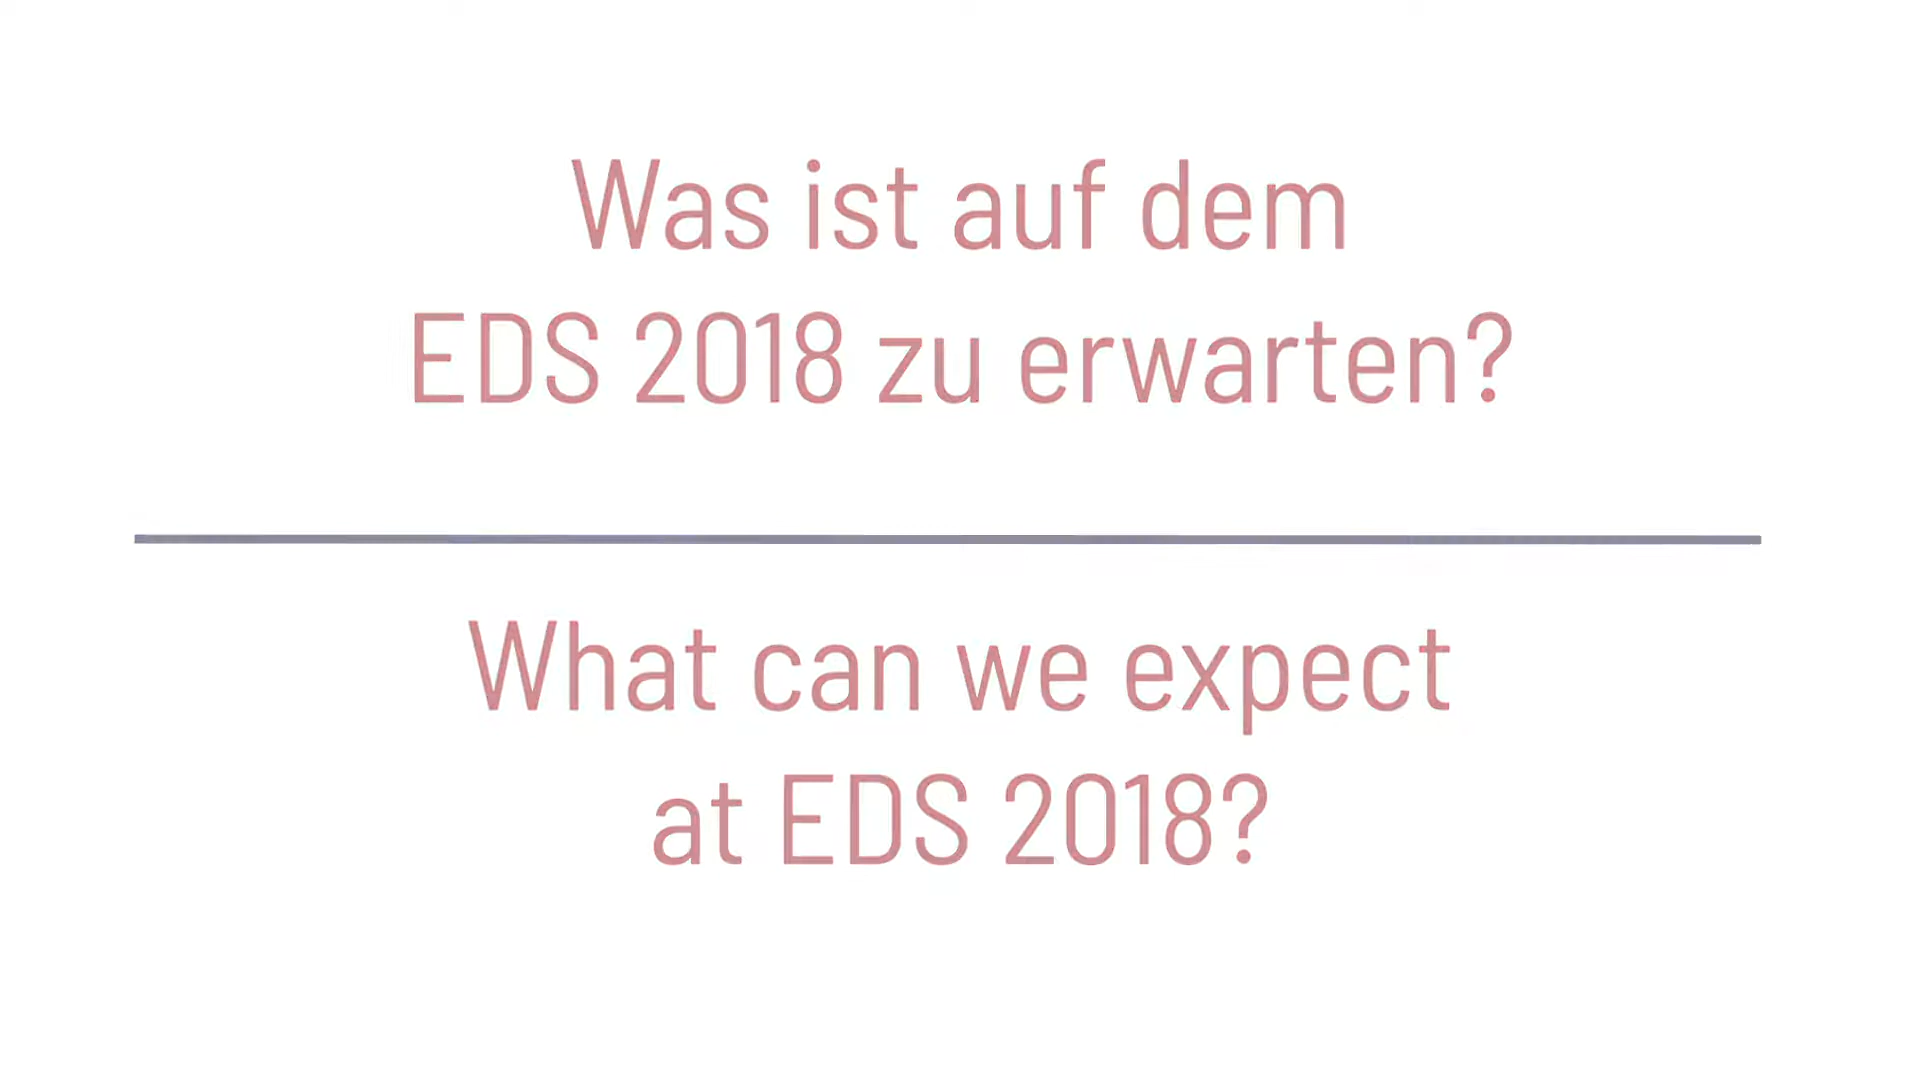 Was ist auf dem
EDS 2018 zu erwarten?
What can we expect
at EDS 2018?